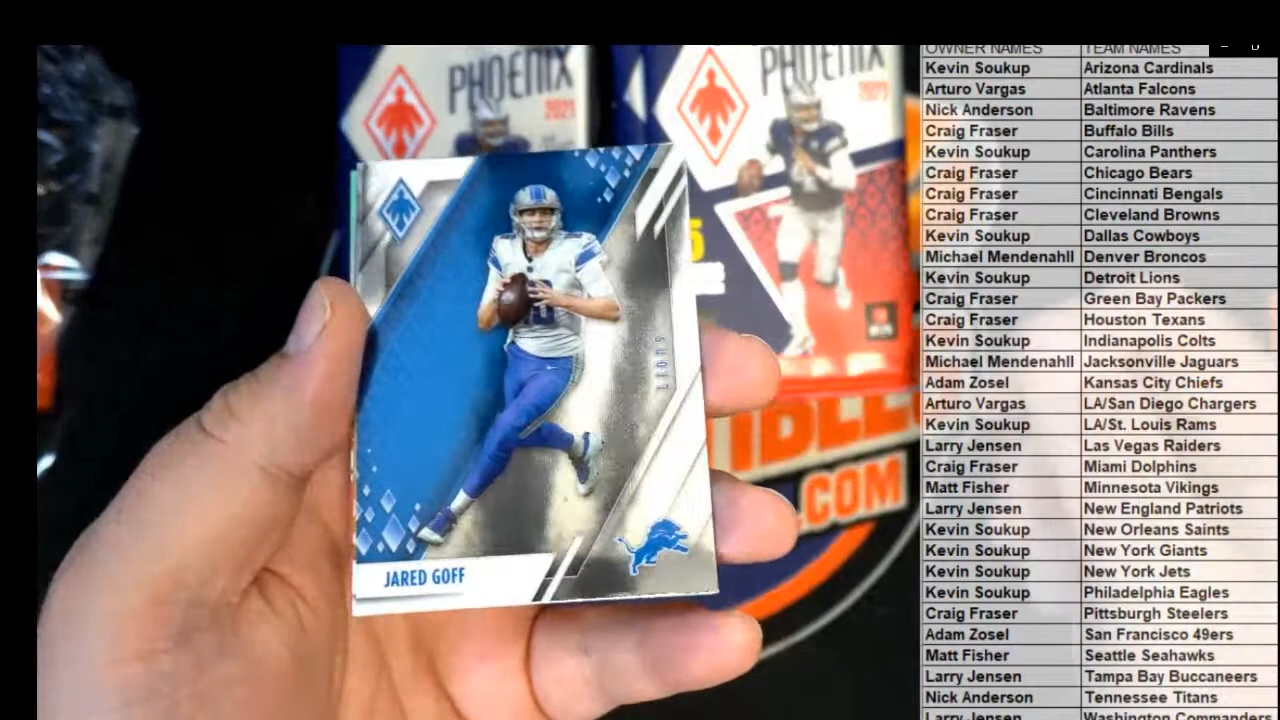 PHOENIX
2021
PHOENIX
2021
LIONS
JARED GOFF
IDLE
.COM
OWNER NAMES TEAM NAMES
Kevin Soukup Arizona Cardinals
Arturo Vargas Atlanta Falcons
Nick Anderson Baltimore Ravens
Craig Fraser Buffalo Bills
Kevin Soukup Carolina Panthers
Craig Fraser Chicago Bears
Craig Fraser Cincinnati Bengals
Craig Fraser Cleveland Browns
Kevin Soukup Dallas Cowboys
Michael Mendenahll Denver Broncos
Kevin Soukup Detroit Lions
Craig Fraser Green Bay Packers
Craig Fraser Houston Texans
Kevin Soukup Indianapolis Colts
Michael Mendenahll Jacksonville Jaguars
Adam Zosel Kansas City Chiefs
Arturo Vargas LA/San Diego Chargers
Kevin Soukup LA/St. Louis Rams
Larry Jensen Las Vegas Raiders
Craig Fraser Miami Dolphins
Matt Fisher Minnesota Vikings
Larry Jensen New England Patriots
Kevin Soukup New Orleans Saints
Kevin Soukup New York Giants
Kevin Soukup New York Jets
Kevin Soukup Philadelphia Eagles
Craig Fraser Pittsburgh Steelers
Adam Zosel San Francisco 49ers
Matt Fisher Seattle Seahawks
Larry Jensen Tampa Bay Buccaneers
Nick Anderson Tennessee Titans
Larry Jensen Washington Commanders